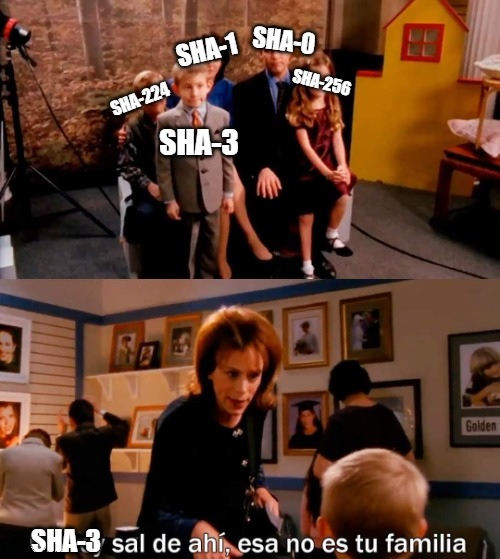 SHA-1
SHA-0
SHA-224
SHA-256
SHA-3
Golden
SHA-3 sal de ahí, esa no es tu familia